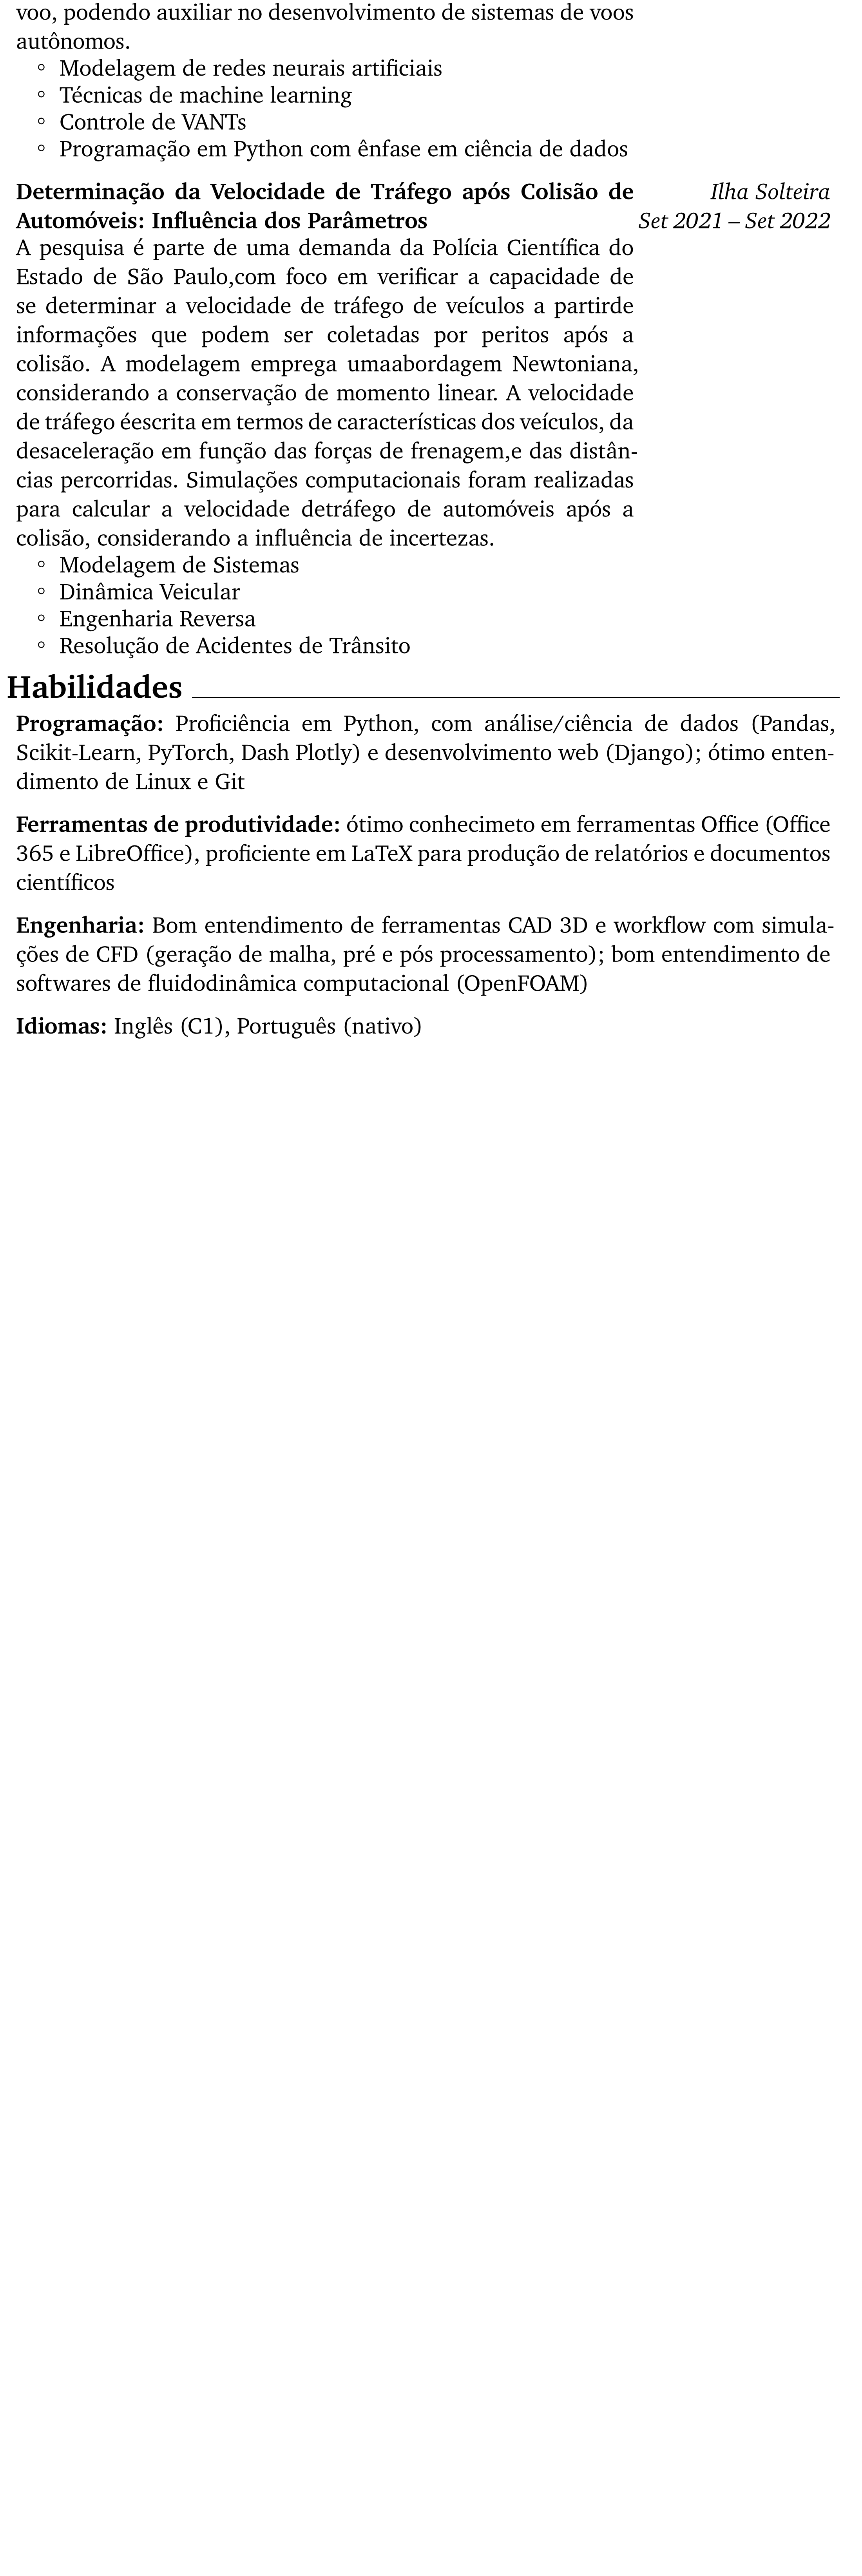 voo, podendo auxiliar no desenvolvimento de sistemas de voos
autônomos.
◦ Modelagem de redes neurais artificiais
◦ Técnicas de machine learning
◦ Controle de VANTs
◦ Programação em Python com ênfase em ciência de dados
Determinação da Velocidade de Tráfego após Colisão de
Automóveis: Influência dos Parâmetros
Ilha Solteira
Set 2021 – Set 2022
A pesquisa é parte de uma demanda da Polícia Científica do
Estado de São Paulo,com foco em verificar a capacidade de
se determinar a velocidade de tráfego de veículos a partirde
informações que podem ser coletadas por peritos após a
colisão. A modelagem emprega umaabordagem Newtoniana,
considerando a conservação de momento linear. A velocidade
de tráfego éescrita em termos de características dos veículos, da
desaceleração em função das forças de frenagem,e das distân-
cias percorridas. Simulações computacionais foram realizadas
para calcular a velocidade detráfego de automóveis após a
colisão, considerando a influência de incertezas.
◦ Modelagem de Sistemas
◦ Dinâmica Veicular
◦ Engenharia Reversa
◦ Resolução de Acidentes de Trânsito
Habilidades
Programação: Proficiência em Python, com análise/ciência de dados (Pandas,
Scikit-Learn, PyTorch, Dash Plotly) e desenvolvimento web (Django); ótimo enten-
dimento de Linux e Git
Ferramentas de produtividade: ótimo conhecimeto em ferramentas Office (Office
365 e LibreOffice), proficiente em LaTeX para produção de relatórios e documentos
científicos
Engenharia: Bom entendimento de ferramentas CAD 3D e workflow com simula-
ções de CFD (geração de malha, pré e pós processamento); bom entendimento de
softwares de fluidodinâmica computacional (OpenFOAM)
Idiomas: Inglês (C1), Português (nativo)